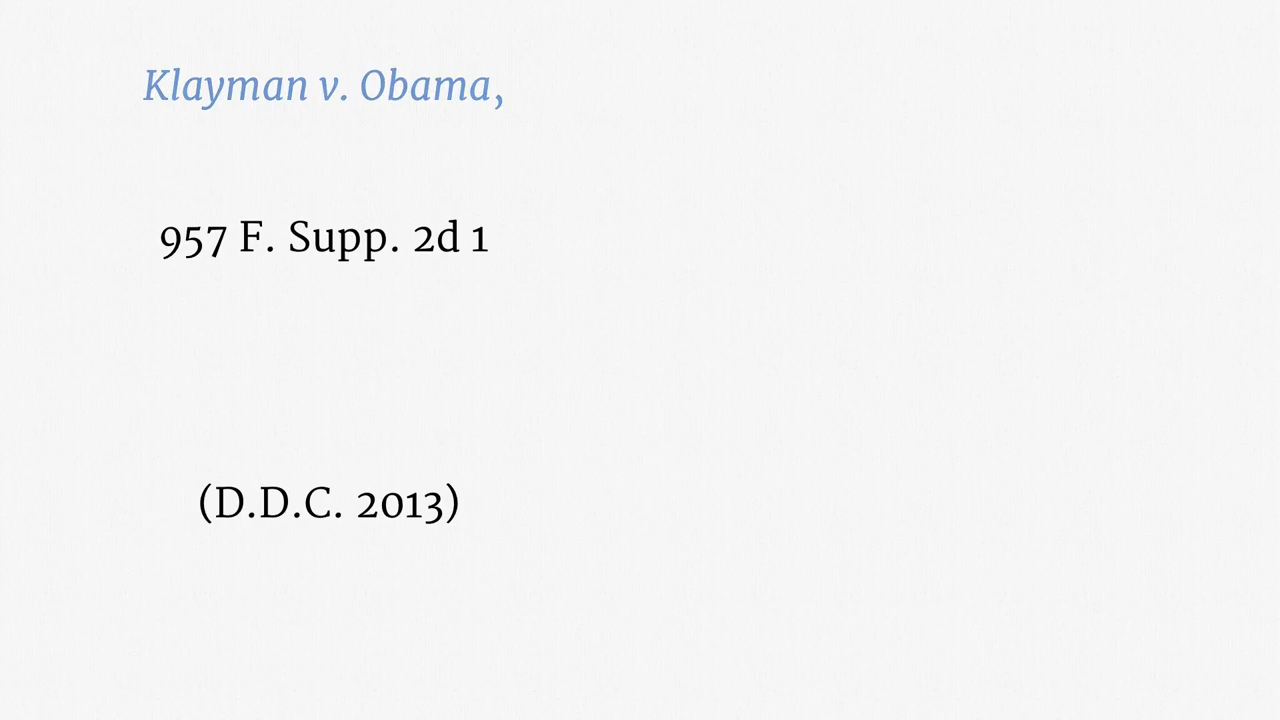 Klayman v. Obama,
957 F. Supp. 2d 1
(D.D.C. 2013)